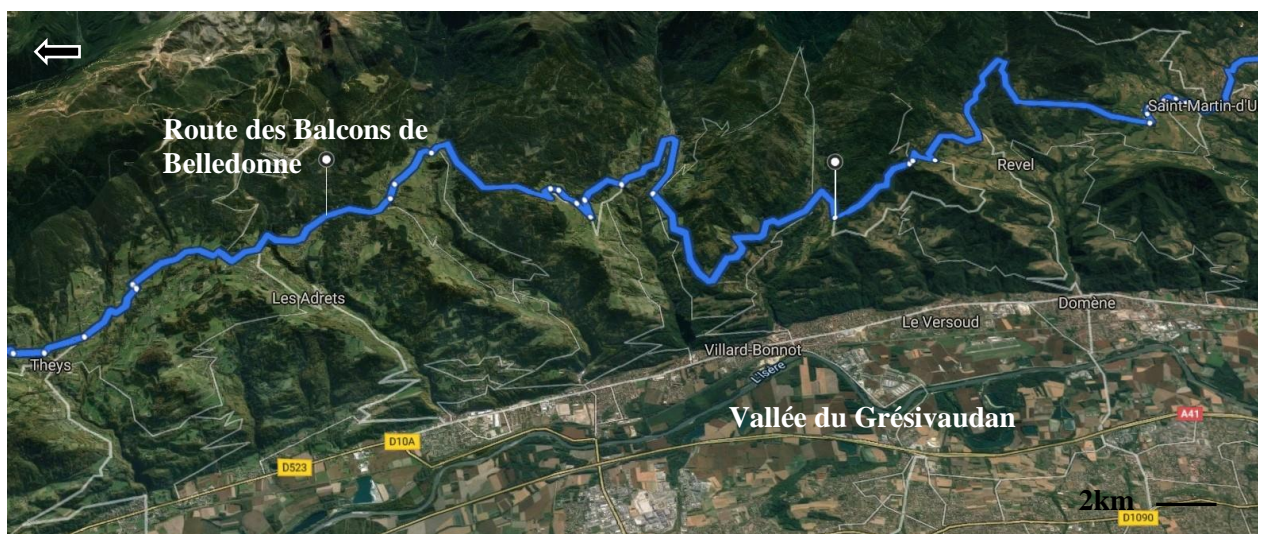 Route des Balcons de
Belledonne
Saint-Martin-d'U
Revel
Les Adrets
Domène
Le Versoud
Theys
Villard-Bonnot
L'Isère
Vallée du Grésivaudan
A41
D10A
D523
2km
D1090